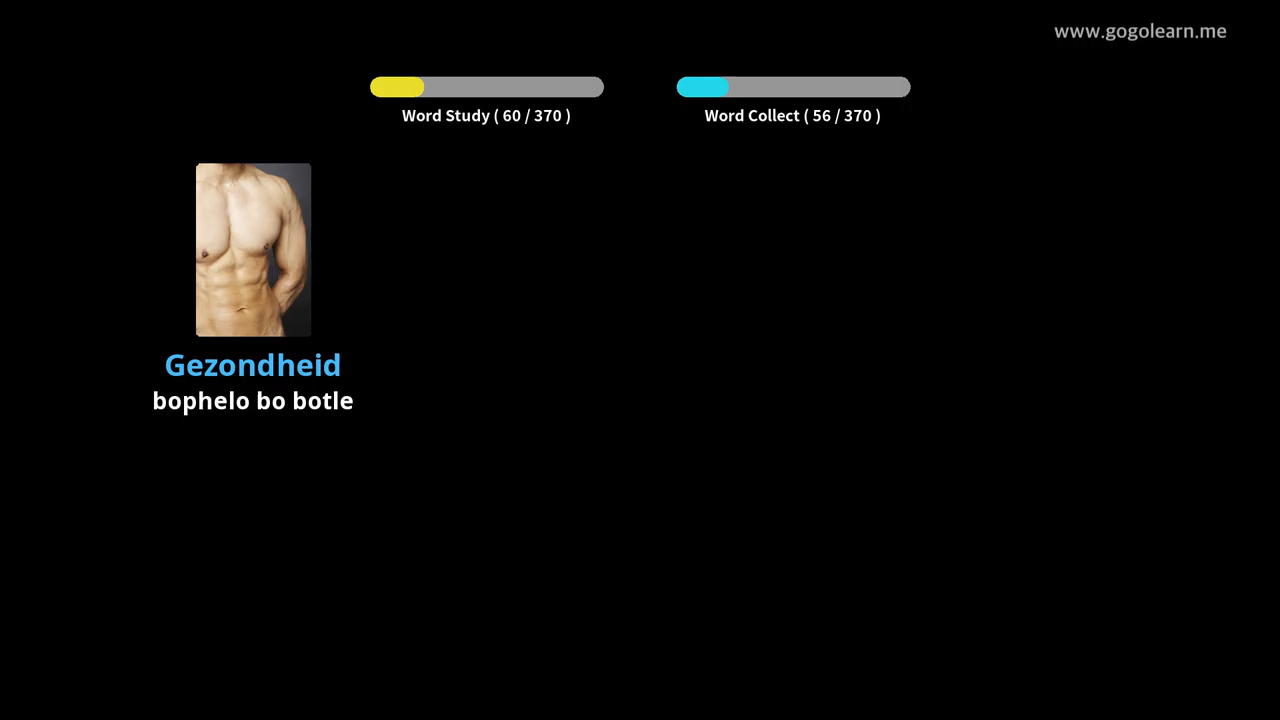 www.gogolearn.me
Word Study ( 60 / 370 )
Word Collect ( 56 / 370 )
Gezondheid
bophelo bo botle